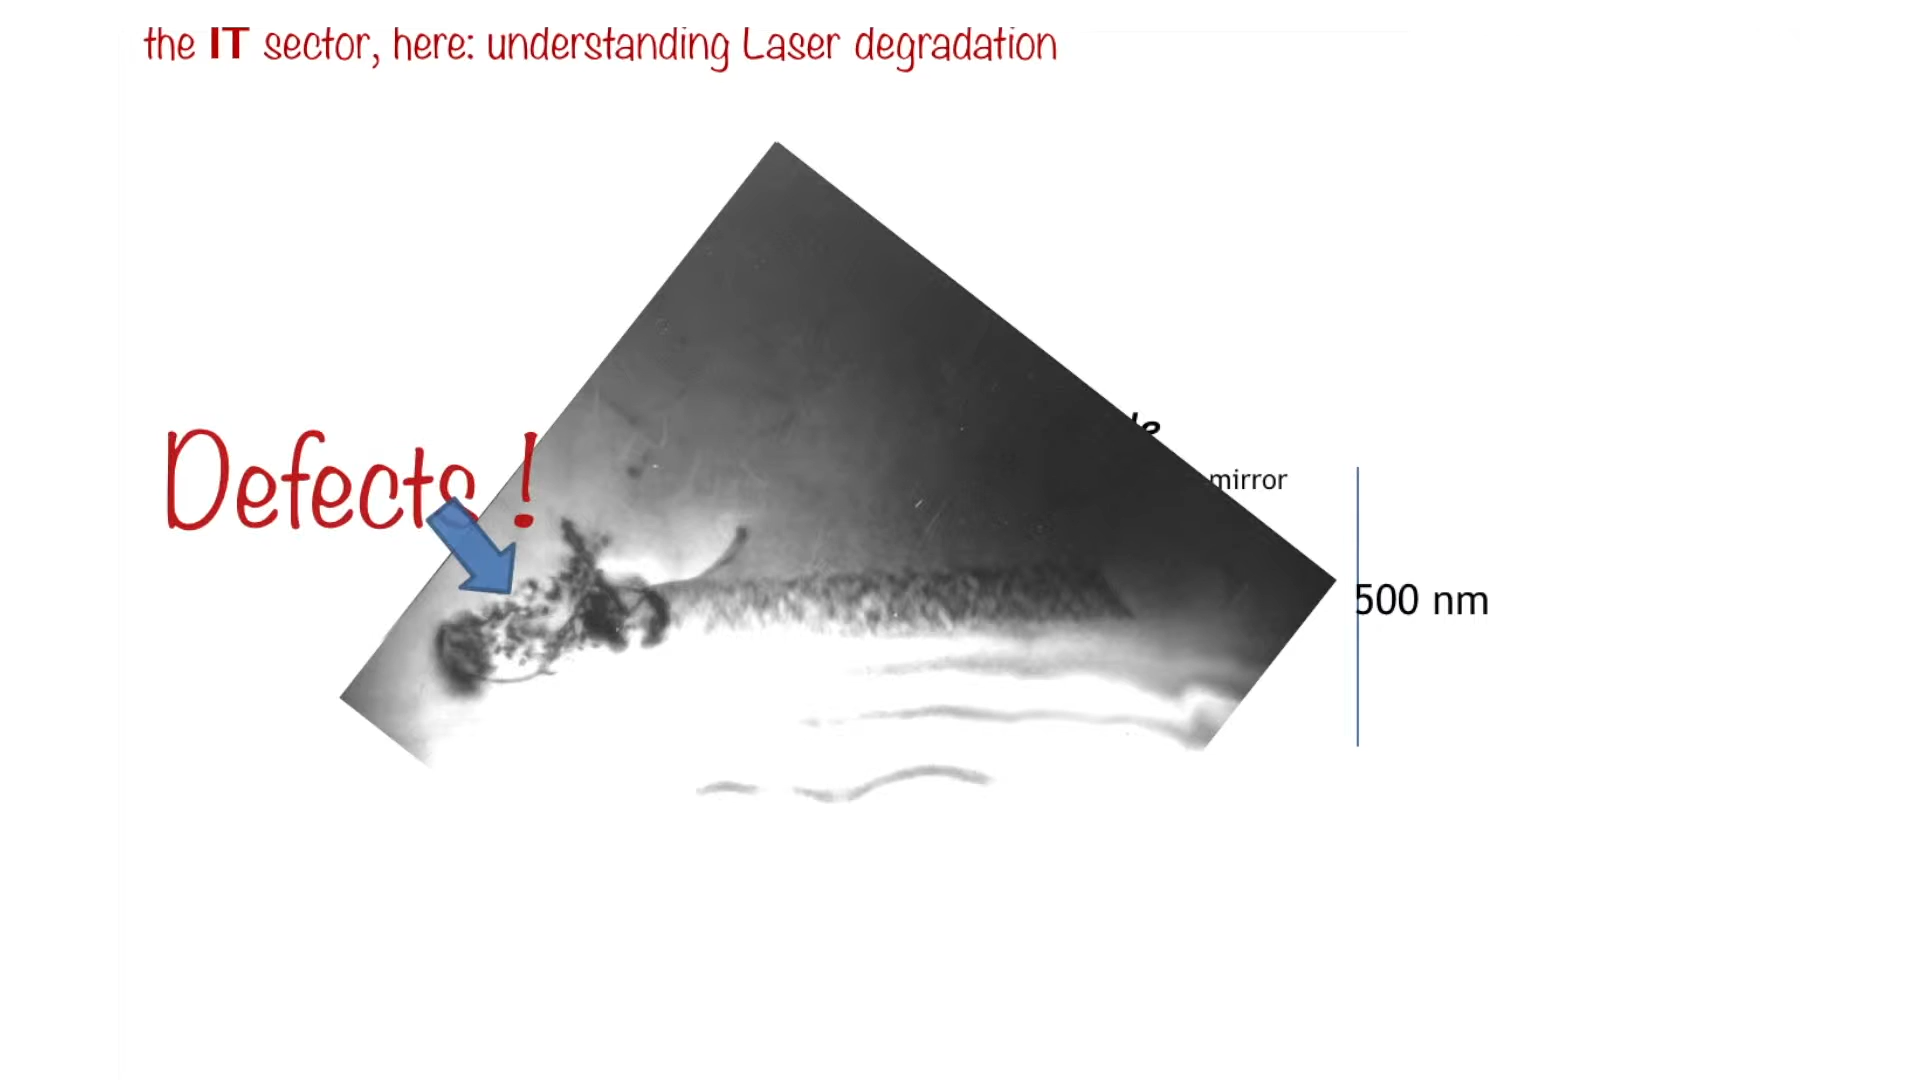 the IT sector, here: understanding Laser degradation
Defects !
mirror
500 nm